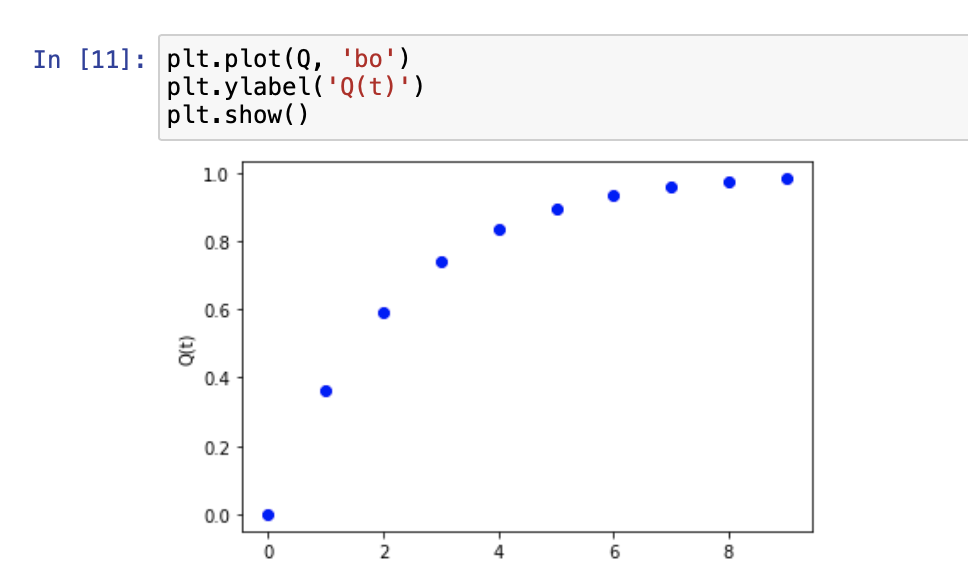 In [11]: plt.plot(Q, 'bo')
plt.ylabel('Q(t)')
plt.show()
1.0
0.8
0.6
0.4
0.2
0.0
Q(t)
0 2 4 6 8